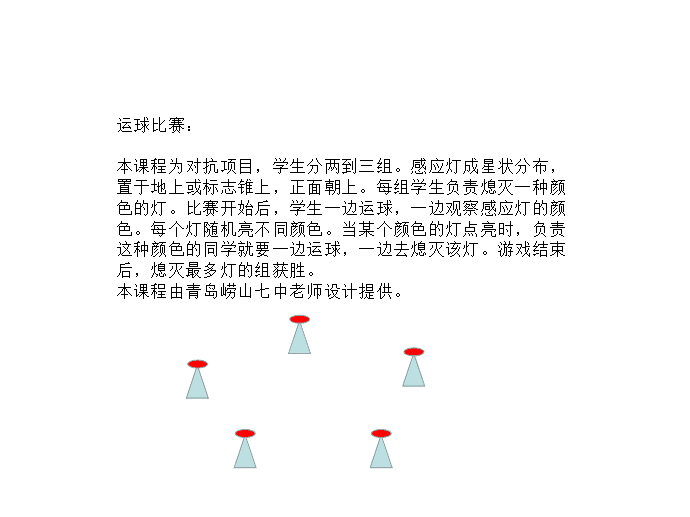 运球比赛：
本课程为对抗项目，学生分两到三组。感应灯成星状分布，
置于地上或标志锥上，正面朝上。每组学生负责熄灭一种颜
色的灯。比赛开始后，学生一边运球，一边观察感应灯的颜
色。每个灯随机亮不同颜色。当某个颜色的灯点亮时，负责
这种颜色的同学就要一边运球，一边去熄灭该灯。游戏结束
后，熄灭最多灯的组获胜。
本课程由青岛崂山七中老师设计提供。